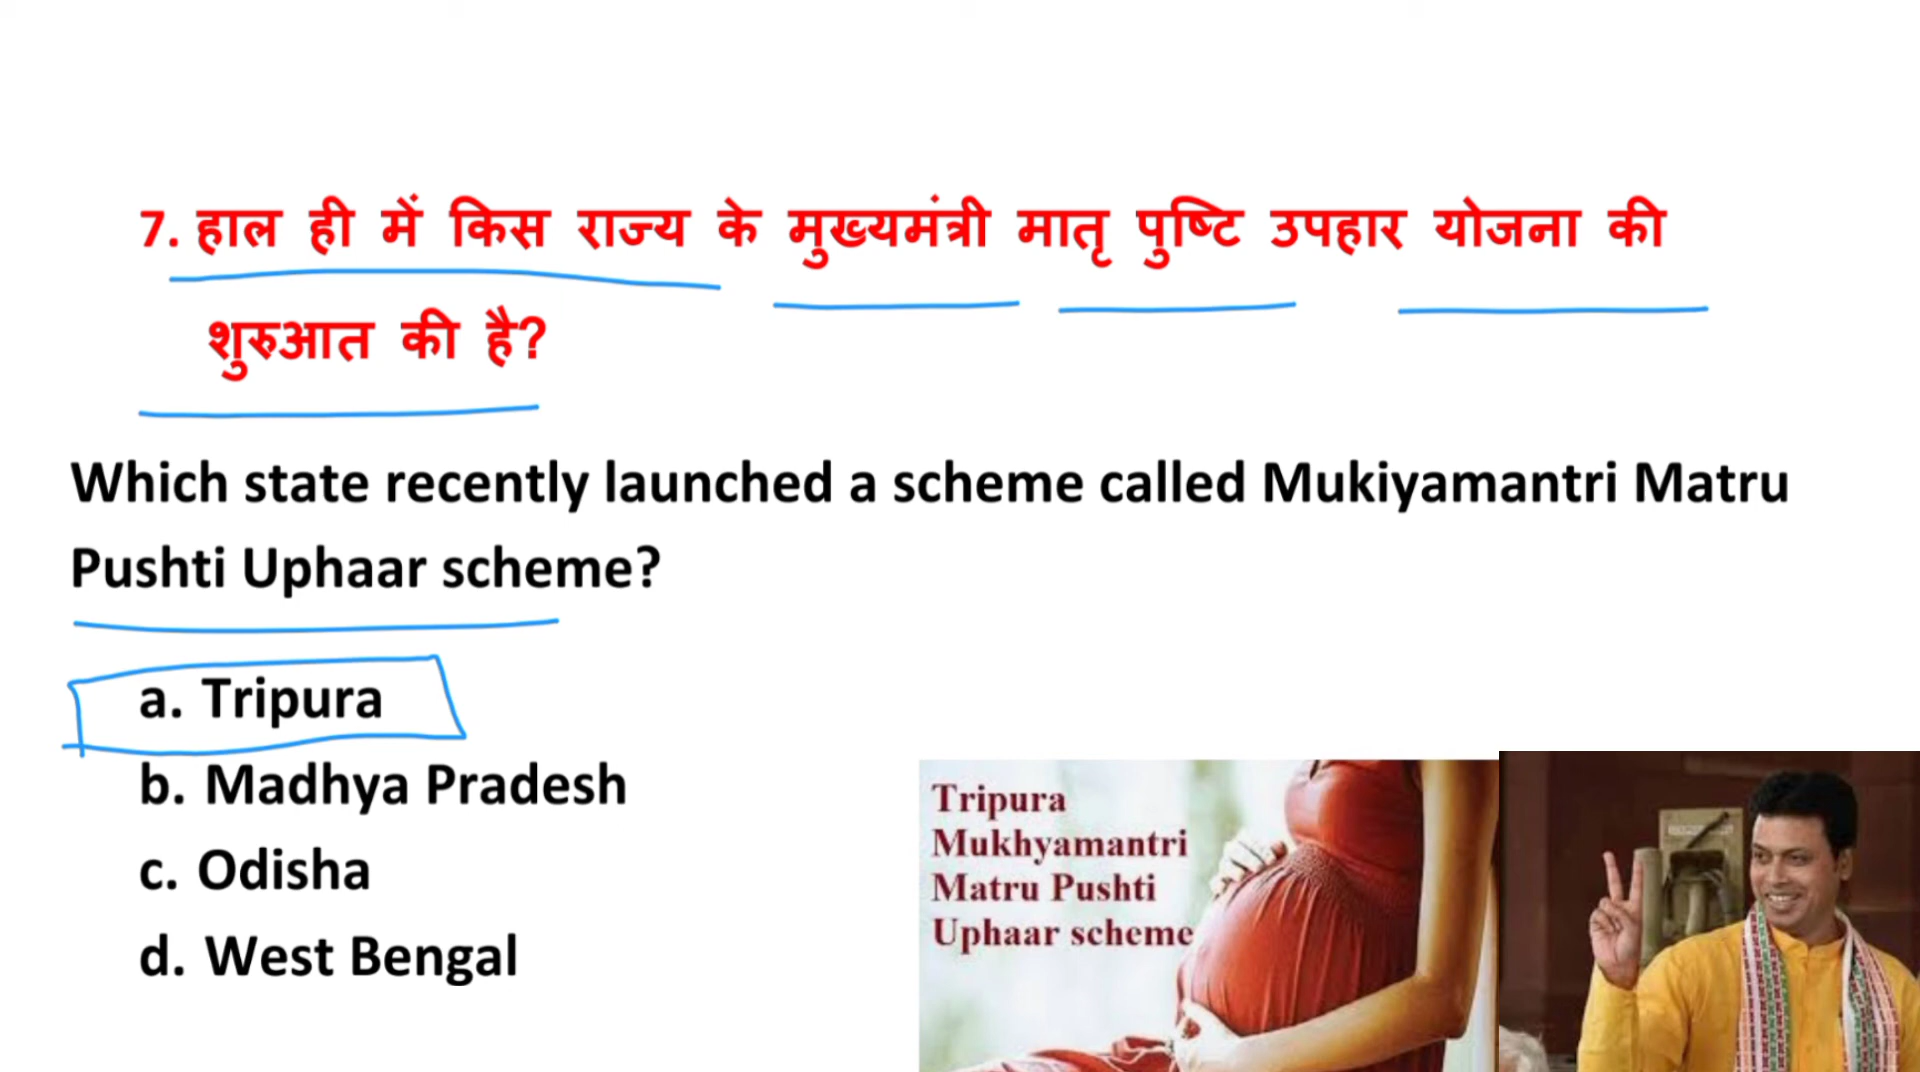 7. हाल ही में किस राज्य के मुख्यमंत्री मातृ पुष्टि उपहार योजना की
शुरुआत की है?
Which state recently launched a scheme called Mukiyamantri Matru
Pushti Uphaar scheme?
a. Tripura
b. Madhya Pradesh
c. Odisha
d. West Bengal
Tripura
Mukhyamantri
Matru Pushti
Uphaar scheme